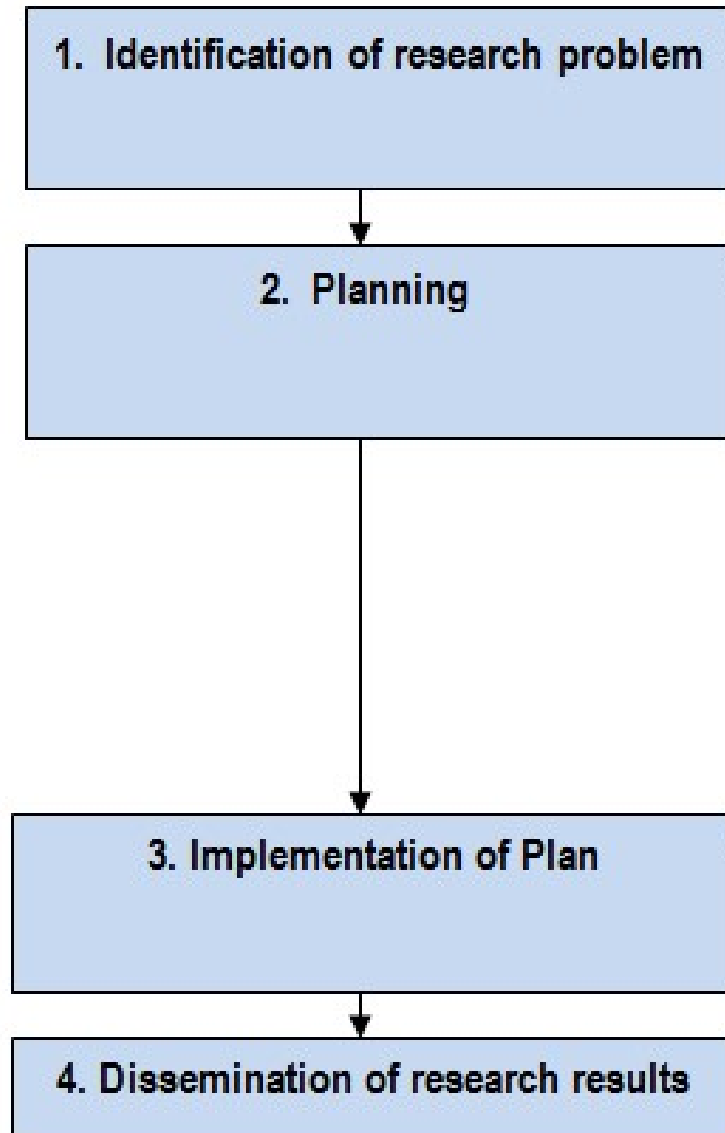 1. Identification of research problem
2. Planning
3. Implementation of Plan
4. Dissemination of research results